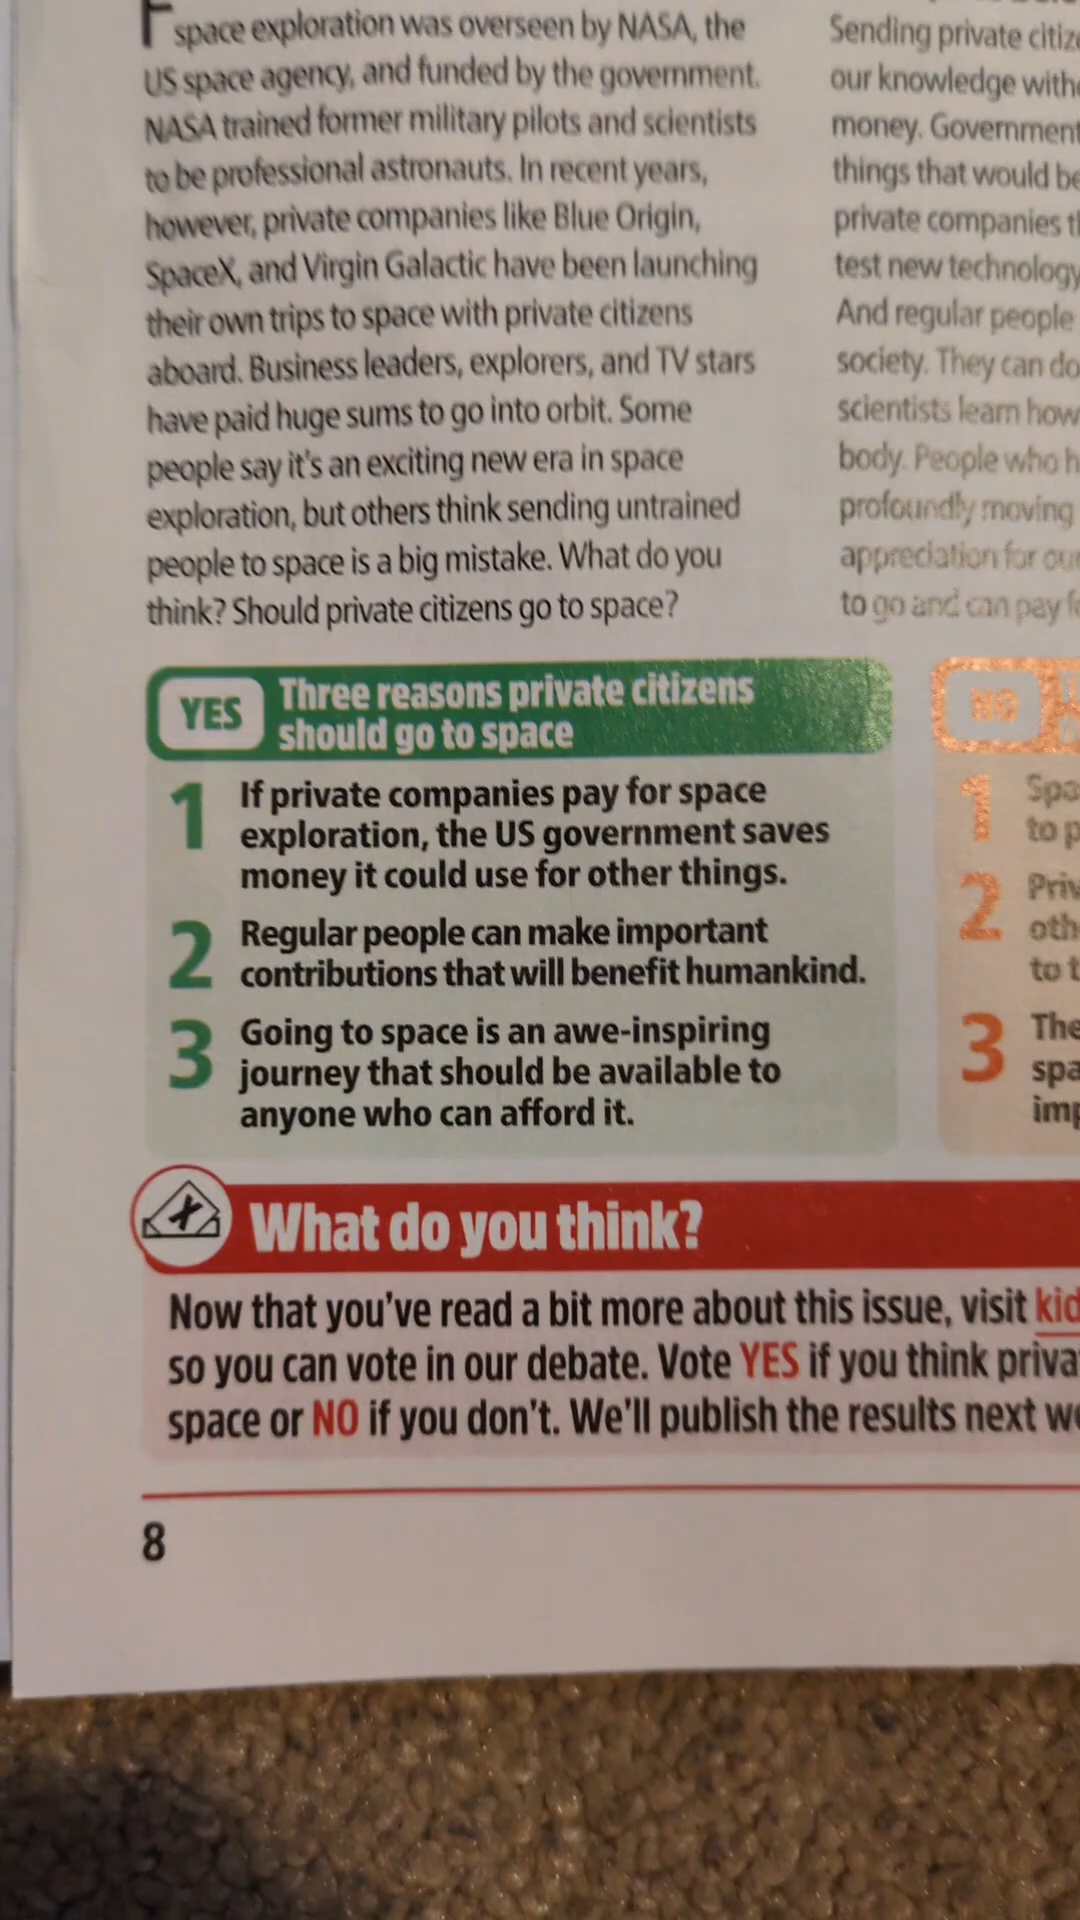 F
space exploration was overseen by NASA, the
US space agency, and funded by the government.
NASA trained former military pilots and scientists
to be professional astronauts. In recent years,
however, private companies like Blue Origin,
SpaceX, and Virgin Galactic have been launching
their own trips to space with private citizens
aboard. Business leaders, explorers, and TV stars
have paid huge sums to go into orbit. Some
people say it's an exciting new era in space
exploration, but others think sending untrained
people to space is a big mistake. What do you
think? Should private citizens go to space?
Sending private
our knowledge
money. Government
things that would be
private companies
test new technology
And regular people
society. They can do
scientists learn how
body. People who
profoundly moving
appreciation for
to go and can pay
YES
Three reasons private citizens
should go to space
1 If private companies pay for space
exploration, the US government saves
money it could use for other things.
2 Regular people can make important
contributions that will benefit humankind.
3 Going to space is an awe-inspiring
journey that should be available to
anyone who can afford it.
NO
1
to
2
to
3
What do you think?
Now that you've read a bit more about this issue, visit
so you can vote in our debate. Vote YES if you think
space or NO if you don't. We'll publish the results next
8